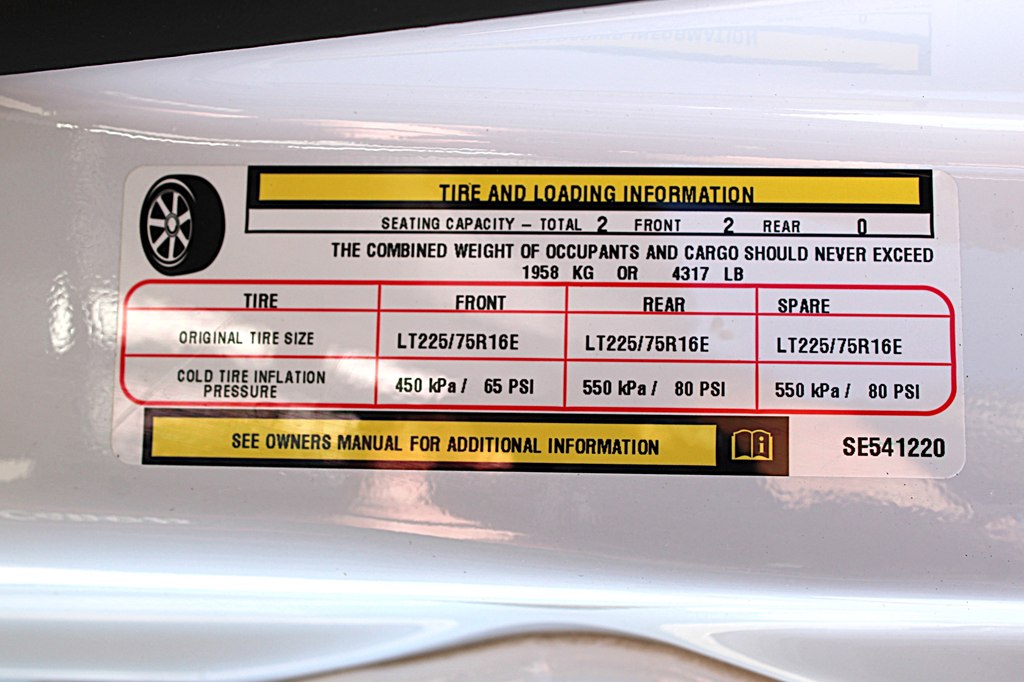 TIRE AND LOADING INFORMATION
SEATING CAPACITY – TOTAL 2 FRONT 2 REAR 0
THE COMBINED WEIGHT OF OCCUPANTS AND CARGO SHOULD NEVER EXCEED
1958 KG OR 4317 LB
TIRE FRONT REAR SPARE
ORIGINAL TIRE SIZE LT225/75R16E LT225/75R16E LT225/75R16E
COLD TIRE INFLATION
PRESSURE 450 kPa / 65 PSI 550 kPa / 80 PSI 550 kPa / 80 PSI
SEE OWNERS MANUAL FOR ADDITIONAL INFORMATION
SE541220